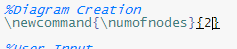 %Diagram Creation
\newcommand{\numofnodes}{2}
%User Input